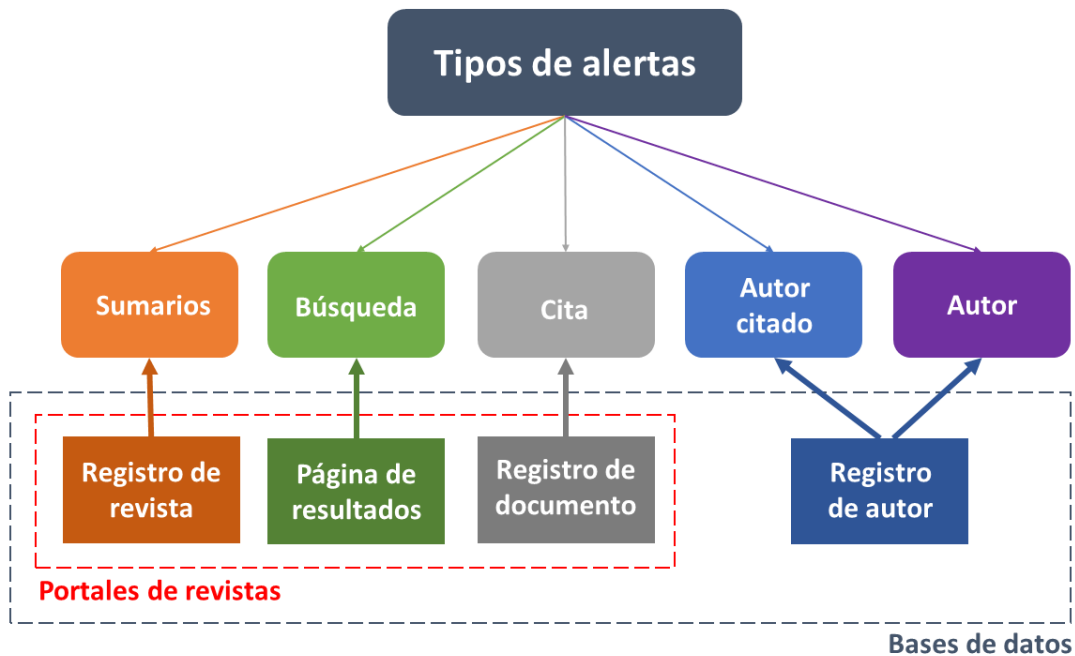 Tipos de alertas
Sumarios
Búsqueda
Cita
Autor
citado
Autor
Registro de
revista
Página de
resultados
Registro de
documento
Registro
de autor
Portales de revistas
Bases de datos